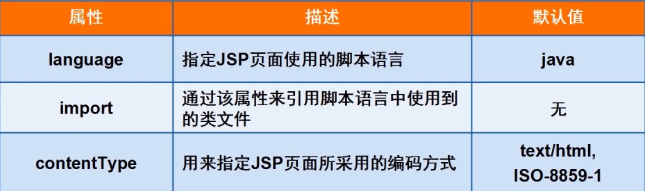 属性 描述 默认值
language 指定JSP页面使用的脚本语言 java
import 通过该属性来引用脚本语言中使用到
的类文件 无
contentType 用来指定JSP页面所采用的编码方式 text/html,
ISO-8859-1